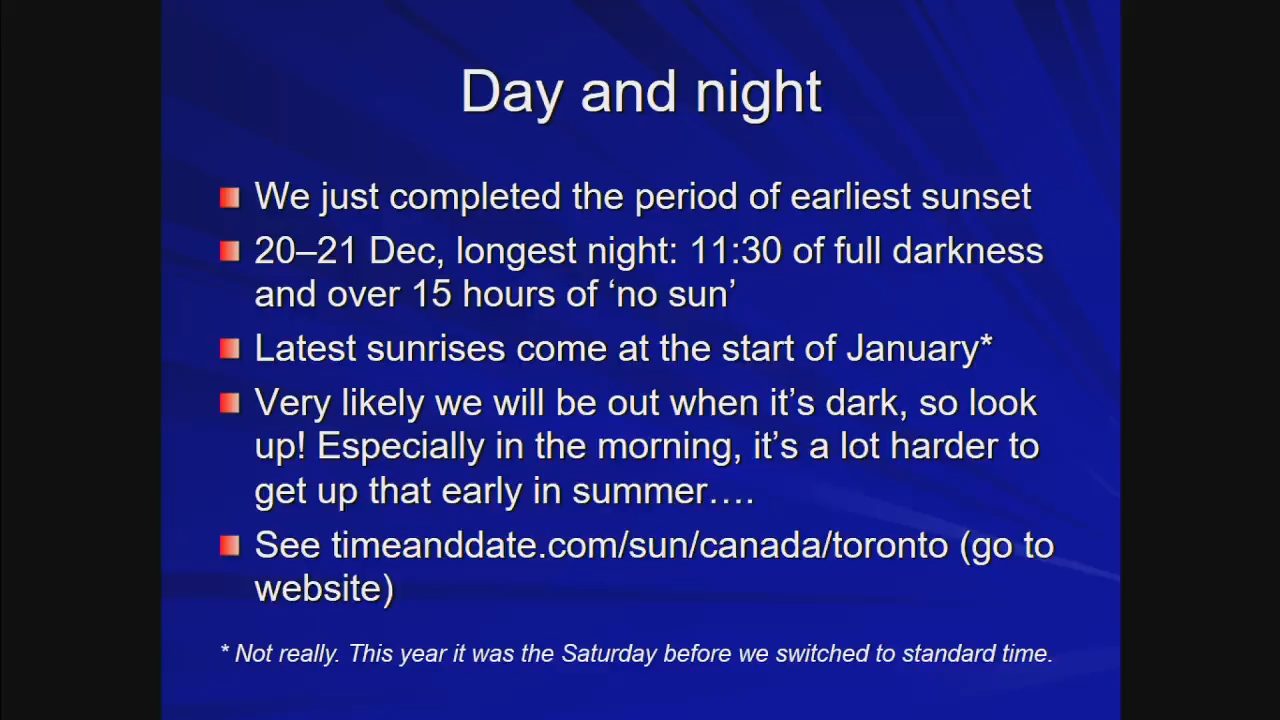 Day and night
We just completed the period of earliest sunset
20–21 Dec, longest night: 11:30 of full darkness
and over 15 hours of ‘no sun’
Latest sunrises come at the start of January*
Very likely we will be out when it’s dark, so look
up! Especially in the morning, it’s a lot harder to
get up that early in summer….
See timeanddate.com/sun/canada/toronto (go to
website)
* Not really. This year it was the Saturday before we switched to standard time.